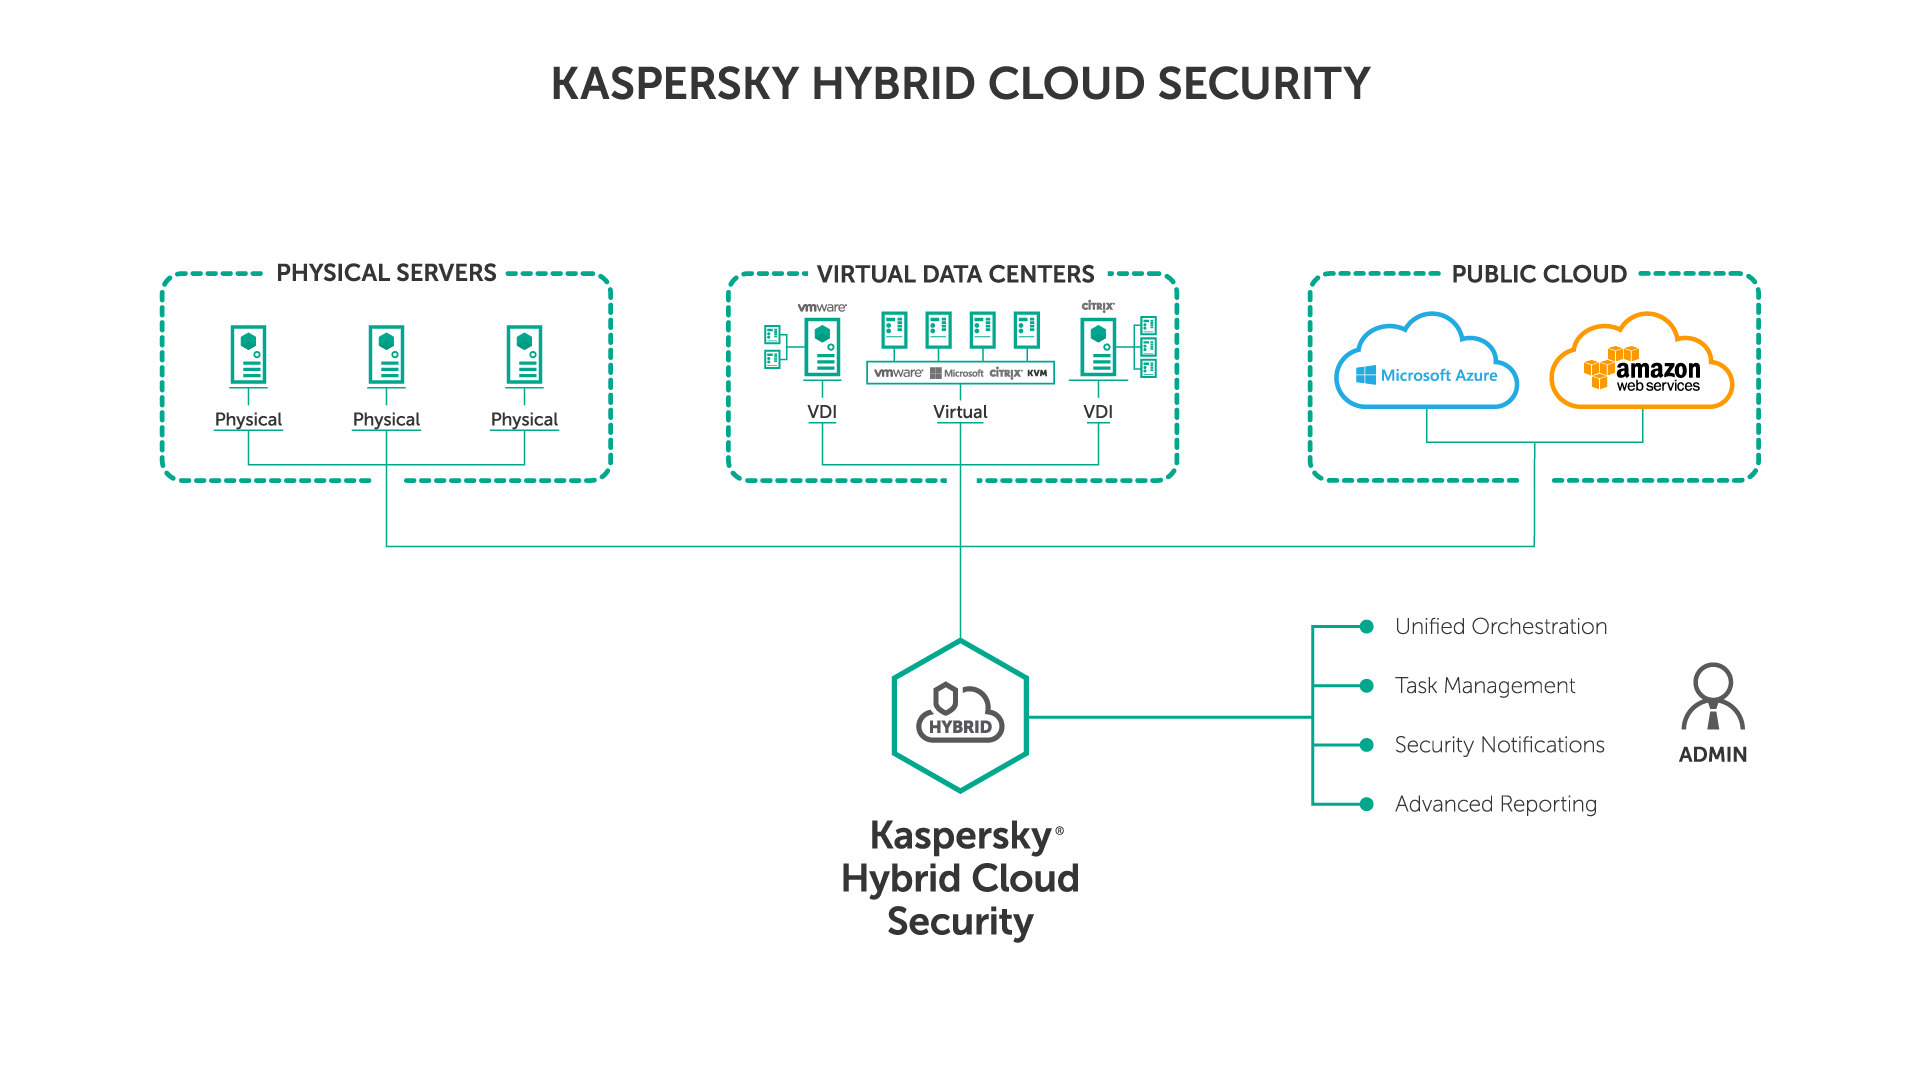 KASPERSKY HYBRID CLOUD SECURITY
PHYSICAL SERVERS
Physical
Physical
Physical
VIRTUAL DATA CENTERS
vmware®
CITRIX®
vmware® Microsoft CITRIX® KVM
VDI
Virtual
VDI
PUBLIC CLOUD
Microsoft Azure
amazon
web services
HYBRID
Kaspersky®
Hybrid Cloud
Security
Unified Orchestration
Task Management
Security Notifications
Advanced Reporting
ADMIN